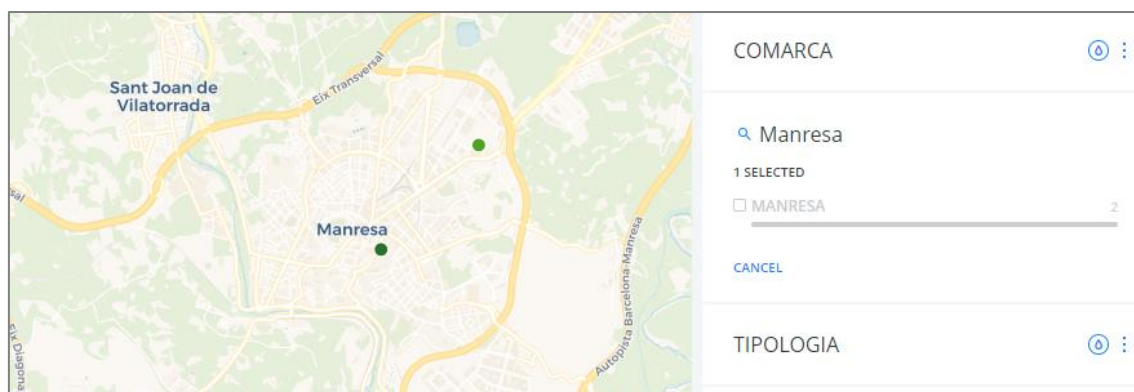 Sant Joan de
Vilatorrada
Eix Transversal
Manresa
Autopista Barcelona-Manresa
COMARCA
Manresa
1 SELECTED
MANRESA 2
CANCEL
TIPOLOGIA